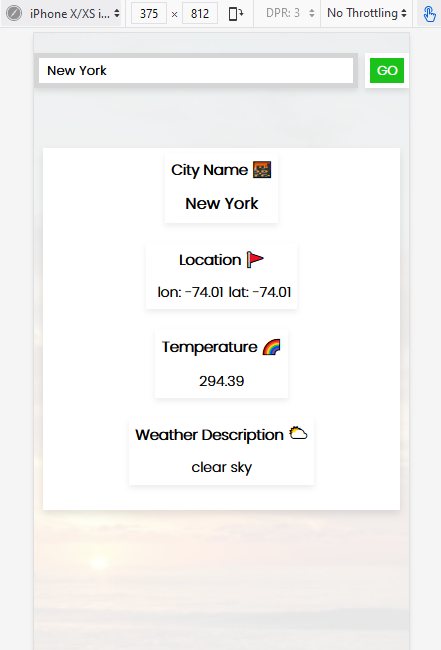 iPhone X/XS i... 375 × 812 DPR: 3 No Throttling
New York GO
City Name
New York
Location
lon: -74.01 lat: -74.01
Temperature
294.39
Weather Description
clear sky